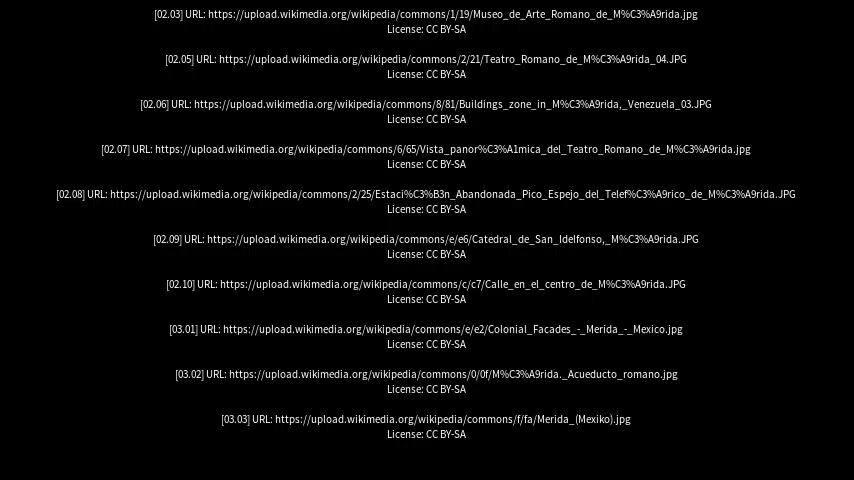 [02.03] URL: https://upload.wikimedia.org/wikipedia/commons/1/19/Museo_de_Arte_Romano_de_M%C3%A9rida.jpg
License: CC BY-SA
[02.05] URL: https://upload.wikimedia.org/wikipedia/commons/2/21/Teatro_Romano_de_M%C3%A9rida_04.JPG
License: CC BY-SA
[02.06] URL: https://upload.wikimedia.org/wikipedia/commons/8/81/Buildings_zone_in_M%C3%A9rida,_Venezuela_03.JPG
License: CC BY-SA
[02.07] URL: https://upload.wikimedia.org/wikipedia/commons/6/65/Vista_panor%C3%A1mica_del_Teatro_Romano_de_M%C3%A9rida.jpg
License: CC BY-SA
[02.08] URL: https://upload.wikimedia.org/wikipedia/commons/2/25/Estaci%C3%B3n_Abandonada_Pico_Espejo_del_Telef%C3%A9rico_de_M%C3%A9rida.JPG
License: CC BY-SA
[02.09] URL: https://upload.wikimedia.org/wikipedia/commons/e/e6/Catedral_de_San_Idelfonso,_M%C3%A9rida.JPG
License: CC BY-SA
[02.10] URL: https://upload.wikimedia.org/wikipedia/commons/c/c7/Calle_en_el_centro_de_M%C3%A9rida.JPG
License: CC BY-SA
[03.01] URL: https://upload.wikimedia.org/wikipedia/commons/e/e2/Colonial_Facades_-_Merida_-_Mexico.jpg
License: CC BY-SA
[03.02] URL: https://upload.wikimedia.org/wikipedia/commons/0/0f/M%C3%A9rida._Acueducto_romano.jpg
License: CC BY-SA
[03.03] URL: https://upload.wikimedia.org/wikipedia/commons/f/fa/Merida_(Mexiko).jpg
License: CC BY-SA